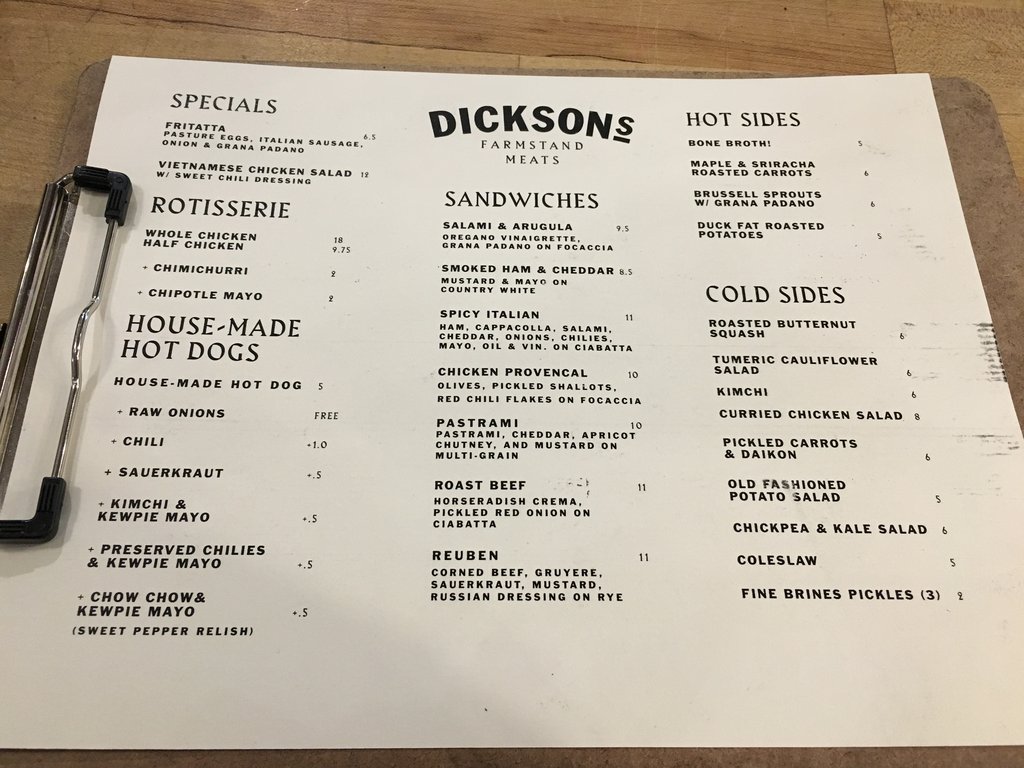 SPECIALS
FRITATTA 6.5
PASTURE EGGS, ITALIAN SAUSAGE,
ONION & GRANA PADANO
VIETNAMESE CHICKEN SALAD 12
W/ SWEET CHILI DRESSING
ROTISSERIE
WHOLE CHICKEN 18
HALF CHICKEN 9.75
+ CHIMICHURRI 2
+ CHIPOTLE MAYO 2
HOUSE-MADE
HOT DOGS
HOUSE-MADE HOT DOG 5
+ RAW ONIONS FREE
+ CHILI +1.0
+ SAUERKRAUT +.5
+ KIMCHI &
KEWPIE MAYO +.5
+ PRESERVED CHILIES
& KEWPIE MAYO +.5
+ CHOW CHOW&
KEWPIE MAYO +.5
(SWEET PEPPER RELISH)
DICKSONS
FARMSTAND
MEATS
SANDWICHES
SALAMI & ARUGULA 9.5
OREGANO VINAIGRETTE,
GRANA PADANO ON FOCACCIA
SMOKED HAM & CHEDDAR 8.5
MUSTARD & MAYO ON
COUNTRY WHITE
SPICY ITALIAN 11
HAM, CAPPACOLLA, SALAMI,
CHEDDAR, ONIONS, CHILIES,
MAYO, OIL & VIN. ON CIABATTA
CHICKEN PROVENCAL 10
OLIVES, PICKLED SHALLOTS,
RED CHILI FLAKES ON FOCACCIA
PASTRAMI 10
PASTRAMI, CHEDDAR, APRICOT
CHUTNEY, AND MUSTARD ON
MULTI-GRAIN
ROAST BEEF 11
HORSERADISH CREMA,
PICKLED RED ONION ON
CIABATTA
REUBEN 11
CORNED BEEF, GRUYERE,
SAUERKRAUT, MUSTARD,
RUSSIAN DRESSING ON RYE
HOT SIDES
BONE BROTH! 5
MAPLE & SRIRACHA
ROASTED CARROTS 6
BRUSSELL SPROUTS
W/ GRANA PADANO 6
DUCK FAT ROASTED
POTATOES 5
COLD SIDES
ROASTED BUTTERNUT
SQUASH 6
TUMERIC CAULIFLOWER
SALAD 6
KIMCHI 6
CURRIED CHICKEN SALAD 8
PICKLED CARROTS
& DAIKON 6
OLD FASHIONED
POTATO SALAD 5
CHICKPEA & KALE SALAD 6
COLESLAW 5
FINE BRINES PICKLES (3) 2